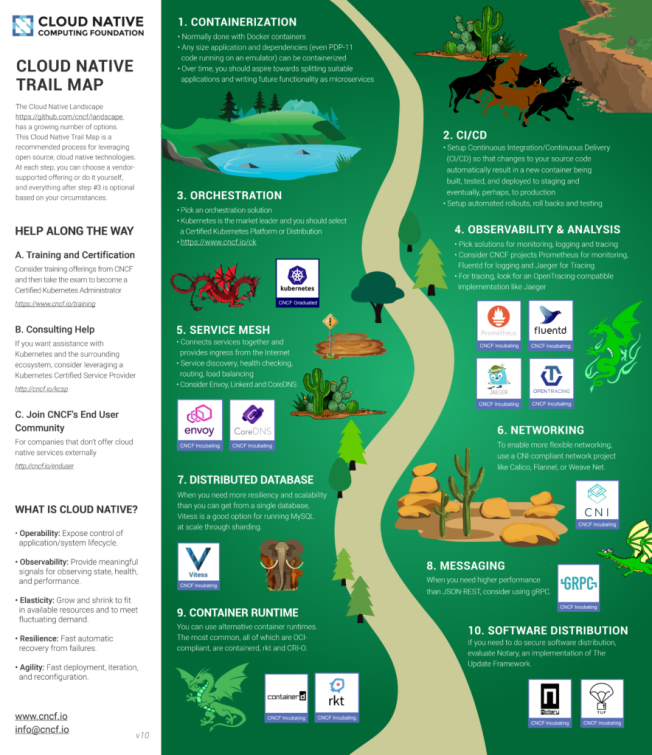 CLOUD NATIVE
COMPUTING FOUNDATION
CLOUD NATIVE
TRAIL MAP
The Cloud Native Landscape
https://github.com/cncf/landscape
has a growing number of options.
This Cloud Native Trail Map is a
recommended process for leveraging
open source, cloud native technologies.
At each step, you can choose a vendor-
supported offering or do it yourself,
and everything after step #3 is optional
based on your circumstances.
HELP ALONG THE WAY
A. Training and Certification
Consider training offerings from CNCF
and then take the exam to become a
Certified Kubernetes Administrator
https://www.cncf.io/training
B. Consulting Help
If you want assistance with
Kubernetes and the surrounding
ecosystem, consider leveraging a
Kubernetes Certified Service Provider
http://cncf.io/kcsp
C. Join CNCF's End User
Community
For companies that don't offer cloud
native services externally
http://cncf.io/enduser
WHAT IS CLOUD NATIVE?
• Operability: Expose control of
application/system lifecycle.
• Observability: Provide meaningful
signals for observing state, health,
and performance.
• Elasticity: Grow and shrink to fit
in available resources and to meet
fluctuating demand.
• Resilience: Fast automatic
recovery from failures.
• Agility: Fast deployment, iteration,
and reconfiguration.
www.cncf.io
info@cncf.io
v10
1. CONTAINERIZATION
• Normally done with Docker containers
• Any size application and dependencies (even PDP-11
code running on an emulator) can be containerized
• Over time, you should aspire towards splitting suitable
applications and writing future functionality as microservices
2. CI/CD
• Setup Continuous Integration/Continuous Delivery
(CI/CD) so that changes to your source code
automatically result in a new container being
built, tested, and deployed to staging and
eventually, perhaps, to production
• Setup automated rollouts, roll backs and testing
3. ORCHESTRATION
• Pick an orchestration solution
• Kubernetes is the market leader and you should select
a Certified Kubernetes Platform or Distribution
• https://www.cncf.io/ck
kubernetes
CNCF Graduated
4. OBSERVABILITY & ANALYSIS
• Pick solutions for monitoring, logging and tracing
• Consider CNCF projects Prometheus for monitoring,
Fluentd for logging and Jaeger for Tracing
• For tracing, look for an OpenTracing-compatible
implementation like Jaeger
Prometheus
CNCF Incubating
fluentd
CNCF Incubating
JAEGER
CNCF Incubating
OPENTRACING
CNCF Incubating
5. SERVICE MESH
• Connects services together and
provides ingress from the Internet
• Service discovery, health checking,
routing, load balancing
• Consider Envoy, Linkerd and CoreDNS
envoy
CNCF Incubating
CoreDNS
CNCF Incubating
6. NETWORKING
To enable more flexible networking,
use a CNI-compliant network project
like Calico, Flannel, or Weave Net.
CNI
CNCF Incubating
7. DISTRIBUTED DATABASE
When you need more resiliency and scalability
than you can get from a single database,
Vitess is a good option for running MySQL
at scale through sharding.
Vitess
CNCF Incubating
8. MESSAGING
When you need higher performance
than JSON-REST, consider using gRPC.
GRPC
CNCF Incubating
9. CONTAINER RUNTIME
You can use alternative container runtimes.
The most common, all of which are OCI-
compliant, are containerd, rkt and CRI-O.
containerd
CNCF Incubating
rkt
CNCF Incubating
10. SOFTWARE DISTRIBUTION
If you need to do secure software distribution,
evaluate Notary, an implementation of The
Update Framework.
Notary
CNCF Incubating
TUF
CNCF Incubating